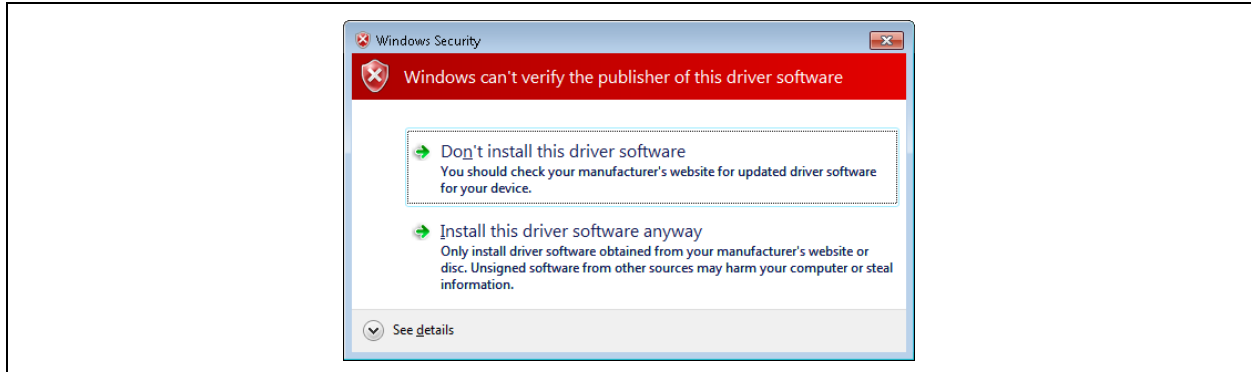 Windows Security
Windows can't verify the publisher of this driver software
Don't install this driver software
You should check your manufacturer's website for updated driver software
for your device.
Install this driver software anyway
Only install driver software obtained from your manufacturer's website or
disc. Unsigned software from other sources may harm your computer or steal
information.
See details